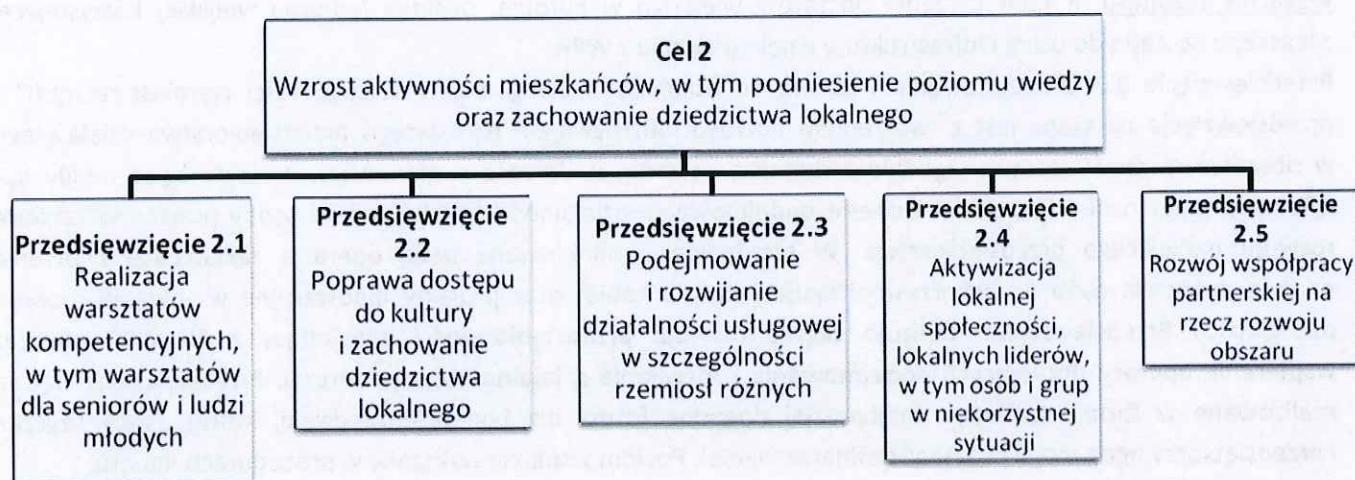 Cel 2
Wzrost aktywności mieszkańców, w tym podniesienie poziomu wiedzy
oraz zachowanie dziedzictwa lokalnego
Przedsięwzięcie 2.1
Realizacja
warsztatów
kompetencyjnych,
w tym warsztatów
dla seniorów i ludzi
młodych
Przedsięwzięcie
2.2
Poprawa dostępu
do kultury
i zachowanie
dziedzictwa
lokalnego
Przedsięwzięcie 2.3
Podejmowanie
i rozwijanie
działalności usługowej
w szczególności
rzemiosł różnych
Przedsięwzięcie
2.4
Aktywizacja
lokalnej
społeczności,
lokalnych liderów,
w tym osób i grup
w niekorzystnej
sytuacji
Przedsięwzięcie
2.5
Rozwój współpracy
partnerskiej na
rzecz rozwoju
obszaru